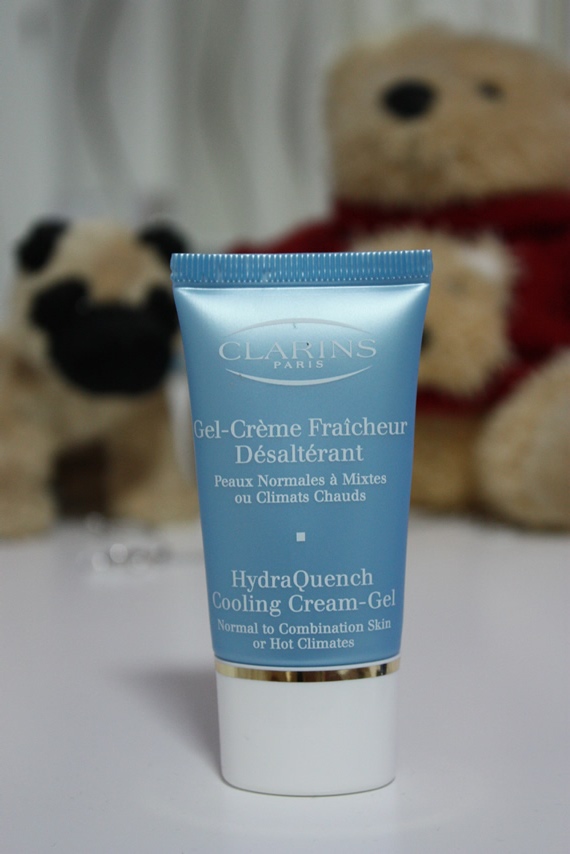 CLARINS
PARIS
Gel-Crème Fraîcheur
Désaltérant
Peaux Normales à Mixtes
ou Climats Chauds
HydraQuench
Cooling Cream-Gel
Normal to Combination Skin
or Hot Climates